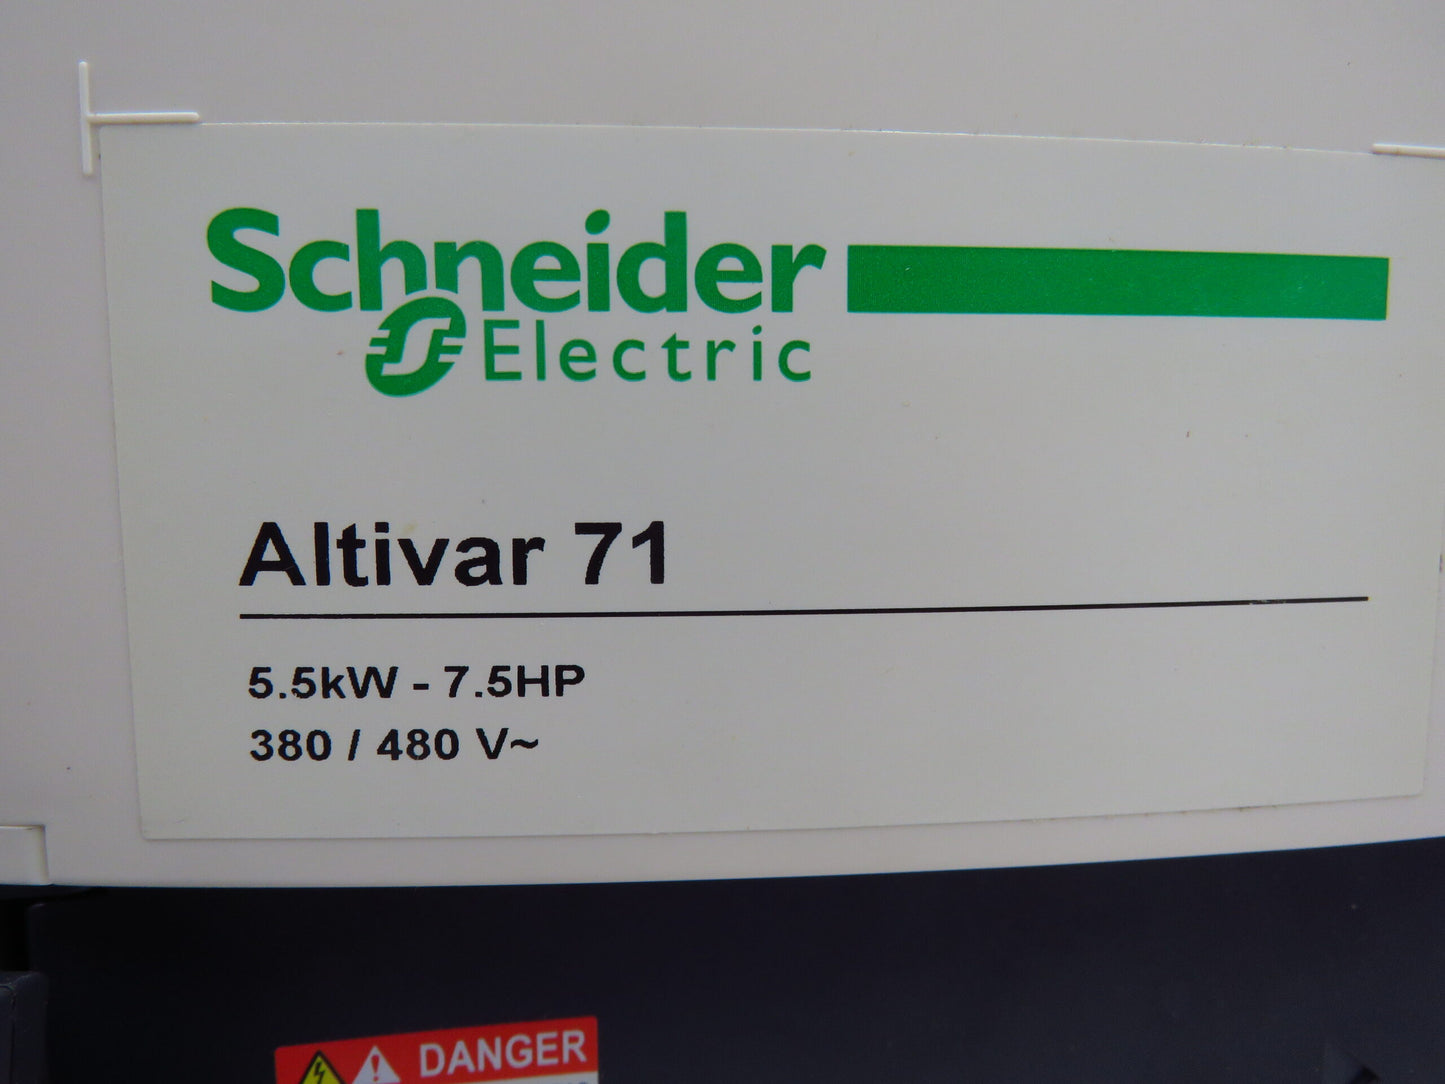 Schneider
Electric
Altivar 71
5.5kW - 7.5HP
380 / 480 V~
DANGER